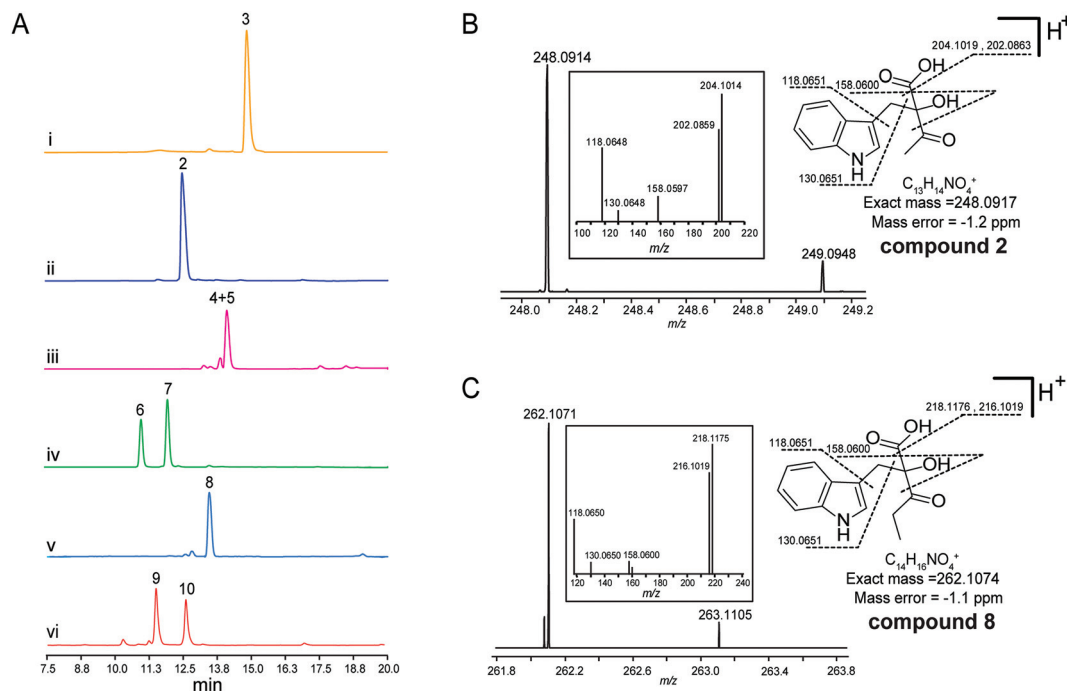 A
3
i
2
ii
4+5
iii
6
7
iv
8
v
9
10
vi
7.5 8.8 10.0 11.3 12.5 13.8 15.0 16.3 17.5 18.8 20.0
min
B
248.0914
249.0948
204.1014
202.0859
118.0648
130.0648
158.0597
100 120 140 160 180 200 220
m/z
248.0 248.2 248.4 248.6 248.8 249.0 249.2
m/z
H+
204.1019 , 202.0863
118.0651
158.0600
OH
O
OH
O
N
H
130.0651
C13H14NO4+
Exact mass =248.0917
Mass error = -1.2 ppm
compound 2
C
262.1071
263.1105
218.1175
216.1019
118.0650
130.0650
158.0600
120 140 160 180 200 220 240
m/z
261.8 262.2 262.6 263.0 263.4 263.8
m/z
H+
218.1176 , 216.1019
118.0651
158.0600
OH
O
OH
O
N
H
130.0651
C14H16NO4+
Exact mass =262.1074
Mass error = -1.1 ppm
compound 8